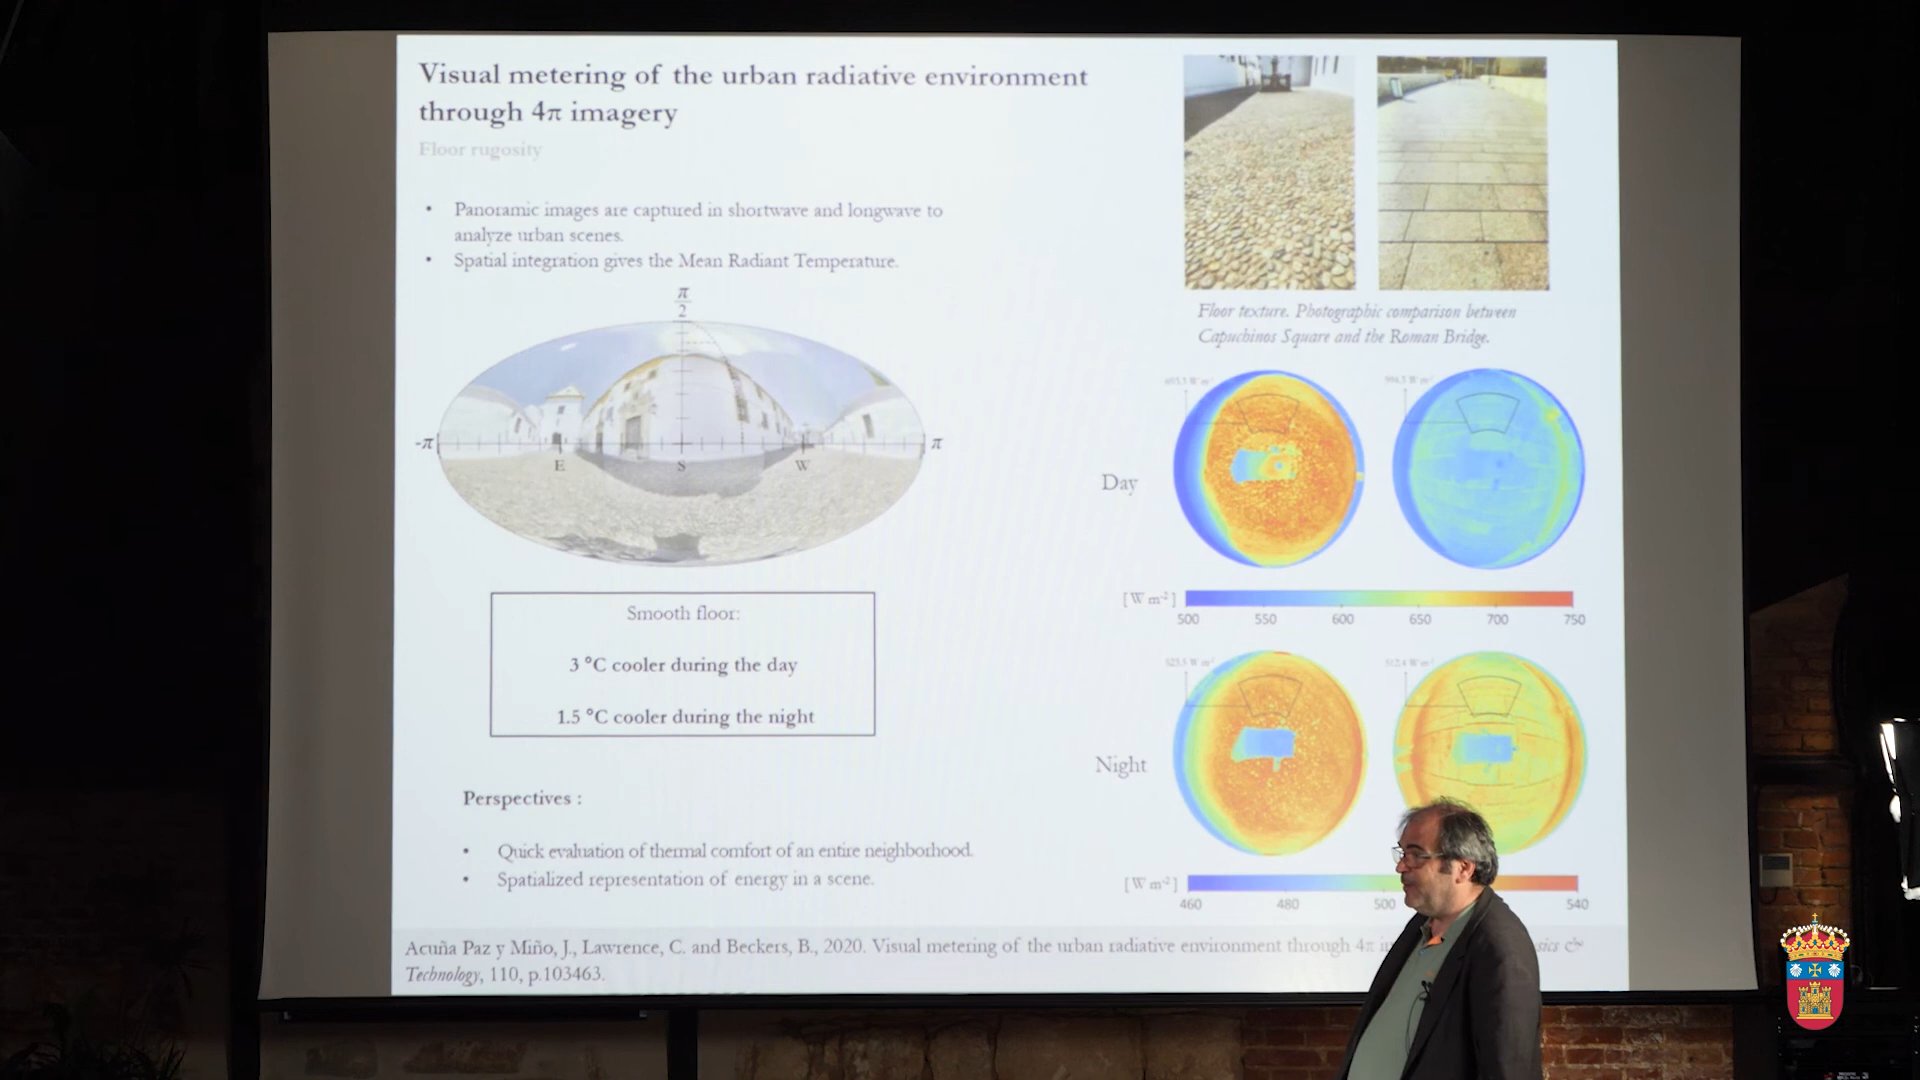 Visual metering of the urban radiative environment
through 4π imagery
Floor rugosity
• Panoramic images are captured in shortwave and longwave to
analyze urban scenes.
• Spatial integration gives the Mean Radiant Temperature.
π
2
-π
π
E
S
W
Smooth floor:
3 °C cooler during the day
1.5 °C cooler during the night
Perspectives :
• Quick evaluation of thermal comfort of an entire neighborhood.
• Spatialized representation of energy in a scene.
Floor texture. Photographic comparison between
Capuchinos Square and the Roman Bridge.
Day
[W m-2]
500 550 600 650 700 750
Night
[W m-2]
460 480 500 540
Acuña Paz y Miño, J., Lawrence, C. and Beckers, B., 2020. Visual metering of the urban radiative environment through 4π
Technology, 110, p.103463.